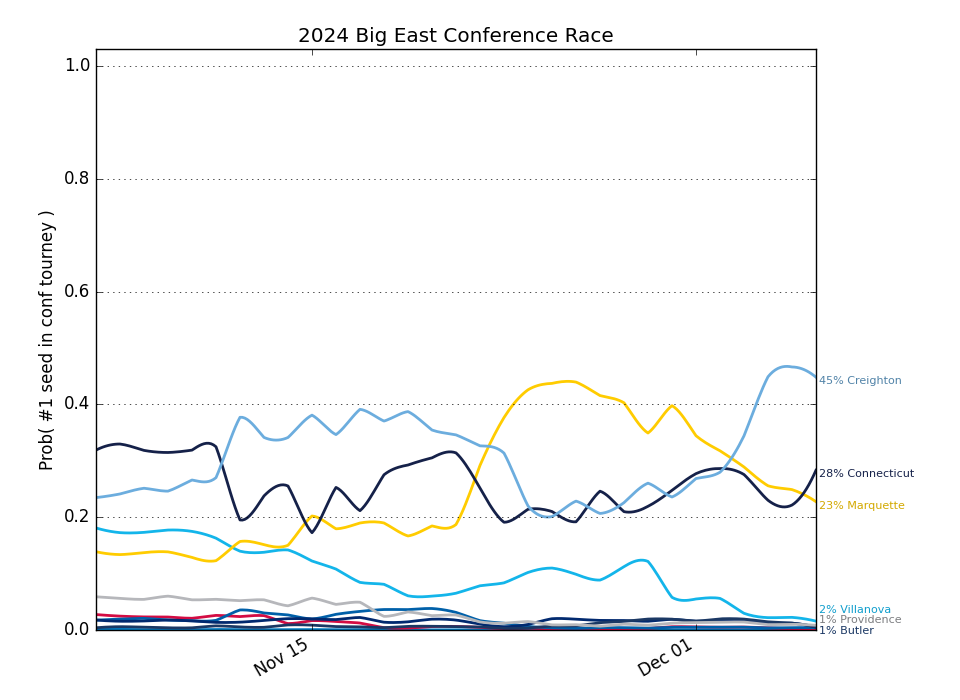 2024 Big East Conference Race
Prob( #1 seed in conf tourney )
1.0
0.8
0.6
0.4
0.2
0.0
Nov 15
Dec 01
45% Creighton
28% Connecticut
23% Marquette
2% Villanova
1% Providence
1% Butler